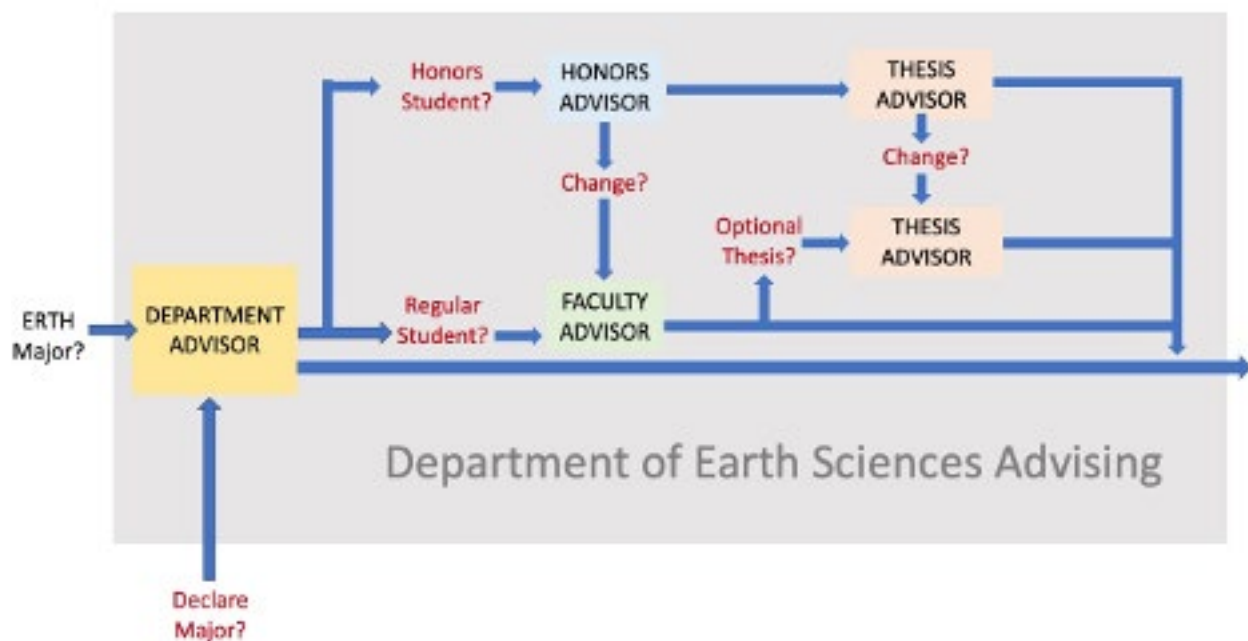 Honors
Student?
HONORS
ADVISOR
THESIS
ADVISOR
Change?
Change?
Optional
Thesis?
THESIS
ADVISOR
ERTH
Major?
DEPARTMENT
ADVISOR
Regular
Student?
FACULTY
ADVISOR
Department of Earth Sciences Advising
Declare
Major?